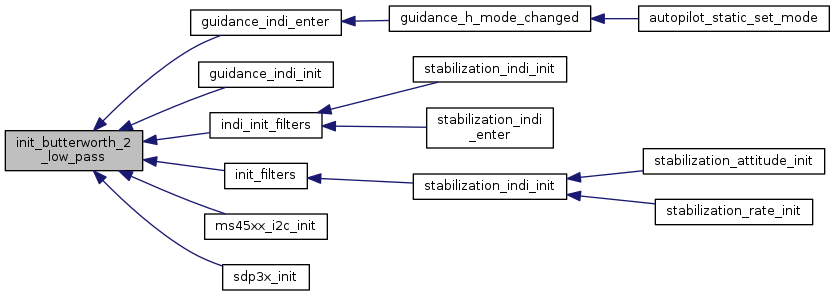 guidance_indi_enter
guidance_h_mode_changed
autopilot_static_set_mode
guidance_indi_init
stabilization_indi_init
indi_init_filters
stabilization_indi
_enter
init_butterworth_2
_low_pass
init_filters
stabilization_indi_init
stabilization_attitude_init
stabilization_rate_init
ms45xx_i2c_init
sdp3x_init